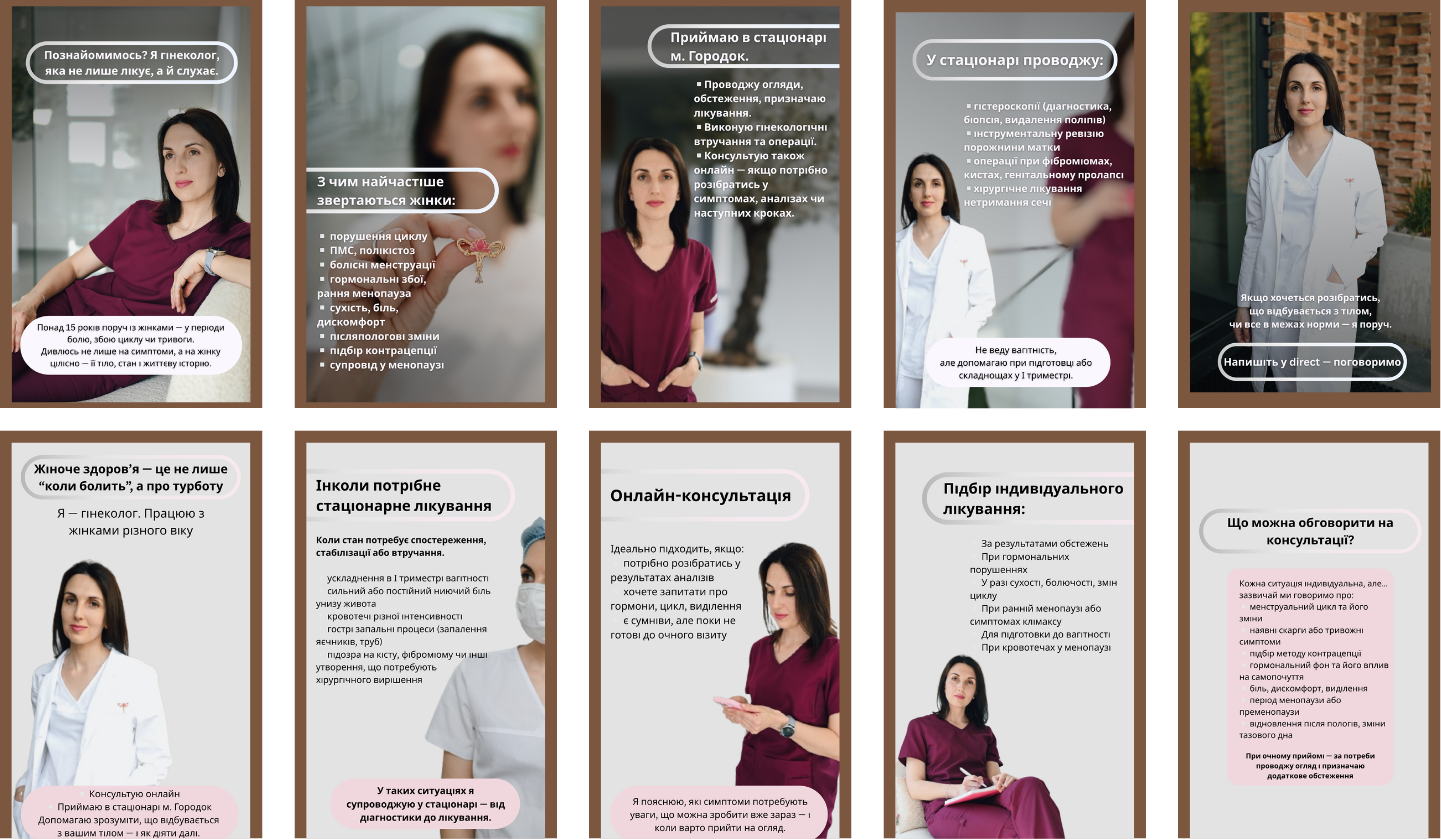 Познайомимось? Я гінеколог,
яка не лише лікує, а й слухає.
Понад 15 років поруч із жінками — у періоди
болю, збою циклу чи тривоги.
Дивлюсь не лише на симптоми, а на жінку
цілісно — її тіло, стан і життєву історію.
З чим найчастіше
звертаються жінки:
▪ порушення циклу
▪ ПМС, полікістоз
▪ болісні менструації
▪ гормональні збої,
рання менопауза
▪ сухість, біль,
дискомфорт
▪ післяпологові зміни
▪ підбір контрацепції
▪ супровід у менопаузі
Приймаю в стаціонарі
м. Городок.
▪ Проводжу огляди,
обстеження, призначаю
лікування.
▪ Виконую гінекологічні
втручання та операції.
▪ Консультую також
онлайн — якщо потрібно
розібратись у
симптомах, аналізах чи
наступних кроках.
У стаціонарі проводжу:
▪ гістероскопії (діагностика,
біопсія, видалення поліпів)
▪ інструментальну ревізію
порожнини матки
▪ операції при фіброміомах,
кистах, генітальному пролапсі
▪ хірургічне лікування
нетримання сечі
Не веду вагітність,
але допомагаю при підготовці або
складнощах у І триместрі.
Якщо хочеться розібратись,
що відбувається з тілом,
чи все в межах норми — я поруч.
Напишіть у direct — поговоримо
Жіноче здоров’я — це не лише
“коли болить”, а про турботу
Я — гінеколог. Працюю з
жінками різного віку
Консультую онлайн
Приймаю в стаціонарі м. Городок
Допомагаю зрозуміти, що відбувається
з вашим тілом — і як діяти далі.
Інколи потрібне
стаціонарне лікування
Коли стан потребує спостереження,
стабілізації або втручання.
ускладнення в І триместрі вагітності
сильний або постійний ниючий біль
унизу живота
кровотечі різної інтенсивності
гострі запальні процеси (запалення
яєчників, труб)
підозра на кісту, фіброміому чи інші
утворення, що потребують
хірургічного вирішення
У таких ситуаціях я
супроводжую у стаціонарі — від
діагностики до лікування.
Онлайн-консультація
Ідеально підходить, якщо:
потрібно розібратись у
результатах аналізів
хочете запитати про
гормони, цикл, виділення
є сумніви, але поки не
готові до очного візиту
Я пояснюю, які симптоми потребують
уваги, що можна зробити вже зараз — і
коли варто прийти на огляд.
Підбір індивідуального
лікування:
За результатами обстежень
При гормональних
порушеннях
У разі сухості, болючості, змін
циклу
При ранній менопаузі або
симптомах клімаксу
Для підготовки до вагітності
При кровотечах у менопаузі
Що можна обговорити на
консультації?
Кожна ситуація індивідуальна, але...
зазвичай ми говоримо про:
менструальний цикл та його
зміни
наявні скарги або тривожні
симптоми
підбір методу контрацепції
гормональний фон та його вплив
на самопочуття
біль, дискомфорт, виділення
період менопаузи або
пременопаузи
відновлення після пологів, зміни
тазового дна
При очному прийомі — за потреби
проводжу огляд і призначаю
додаткове обстеження